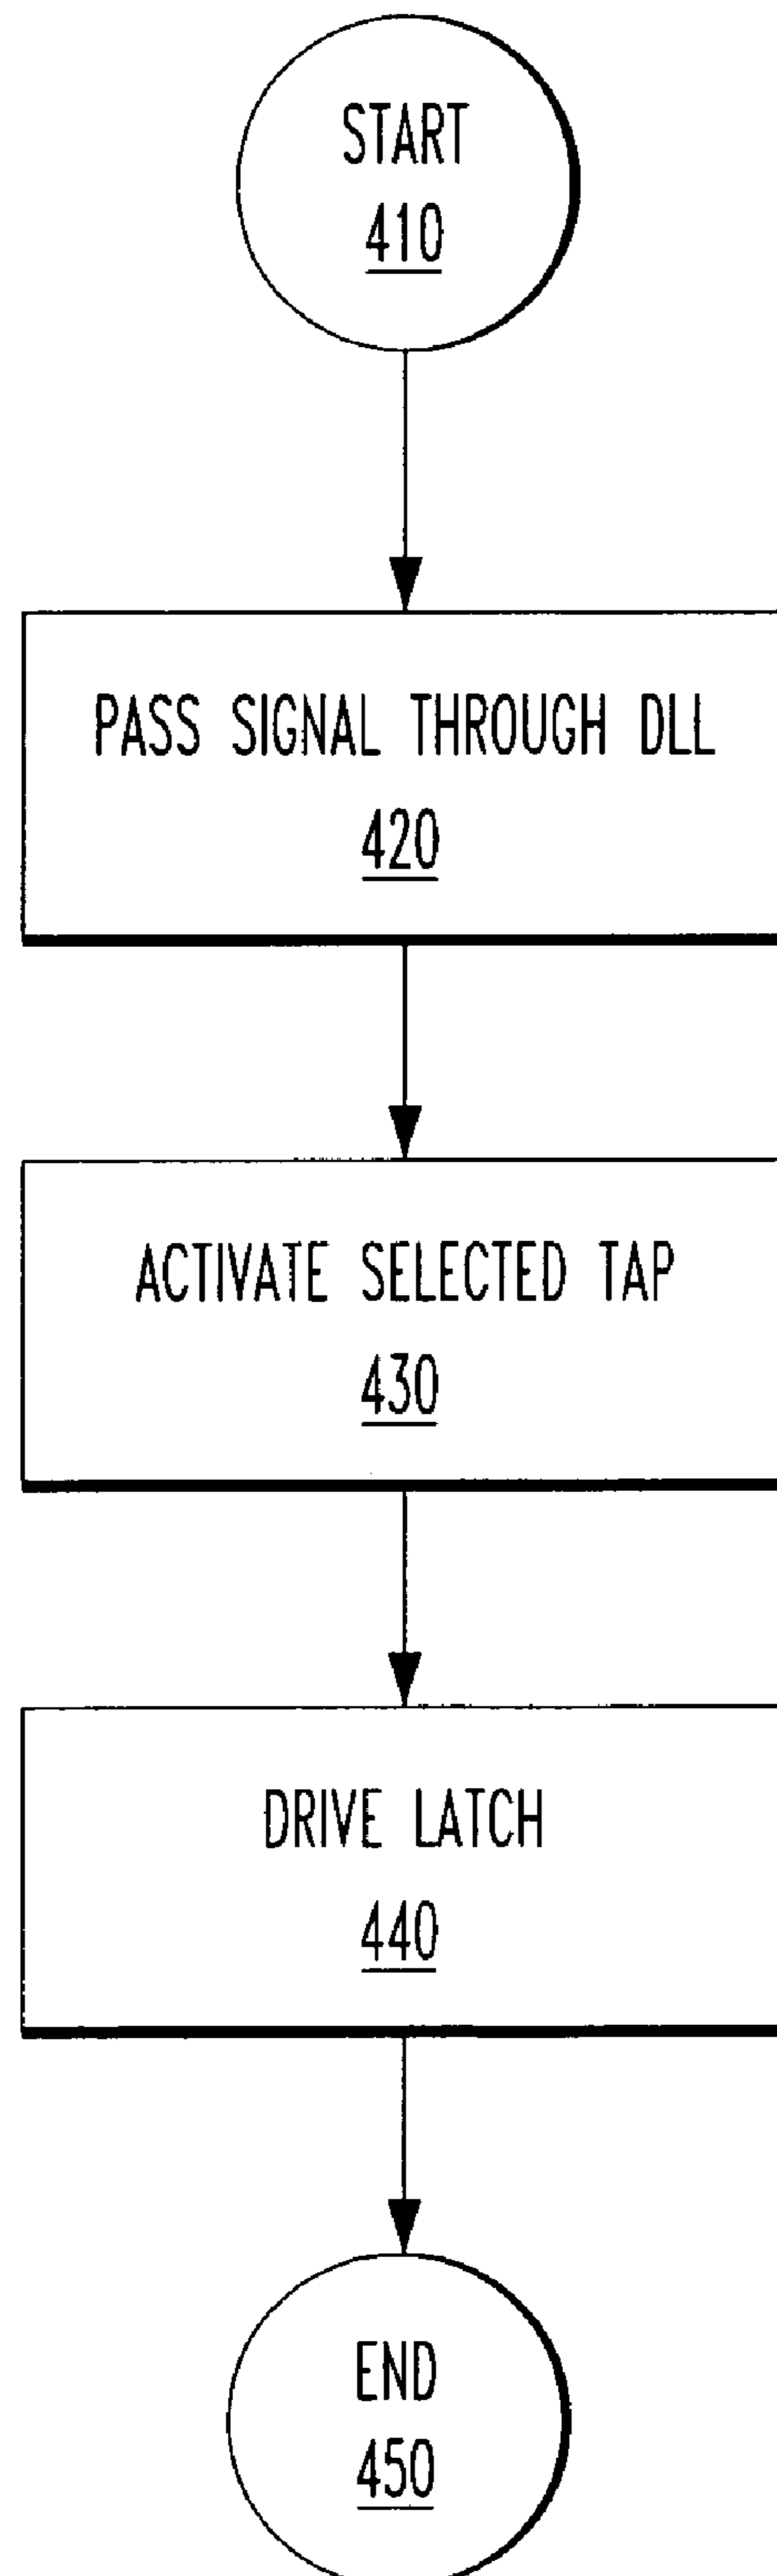 START
410
PASS SIGNAL THROUGH DLL
420
ACTIVATE SELECTED TAP
430
DRIVE LATCH
440
END
450